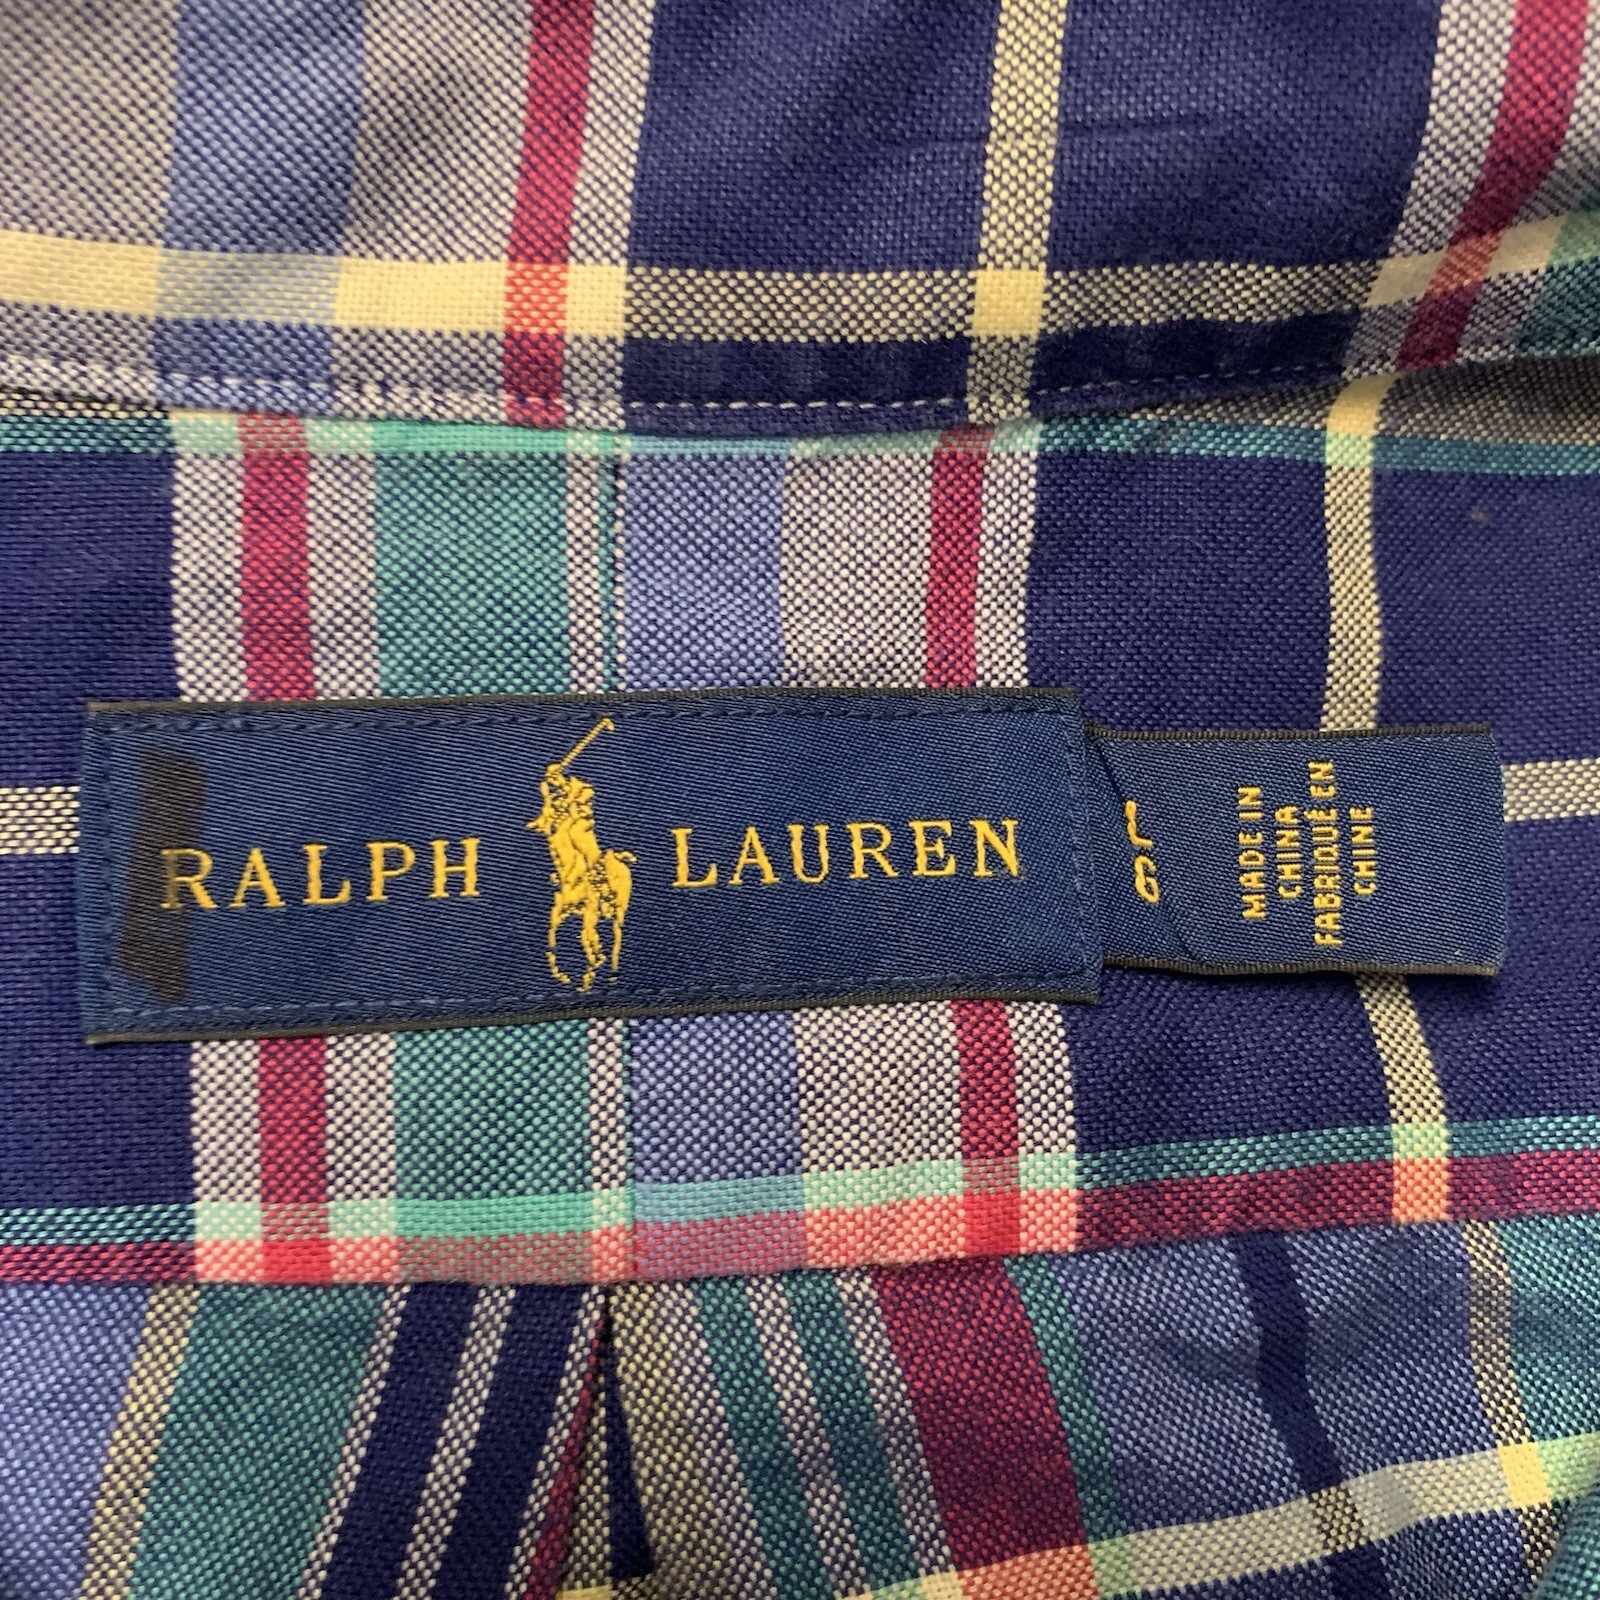 RALPH LAUREN
MADE IN
CHINA
FABRIQUÉ EN
CHINE